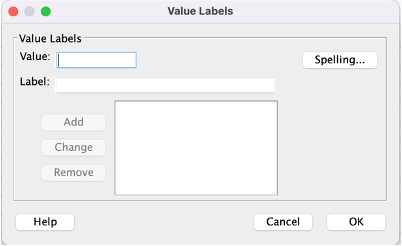 Value Labels
Value Labels
Value:
Spelling...
Label:
Add
Change
Remove
Help
Cancel
OK